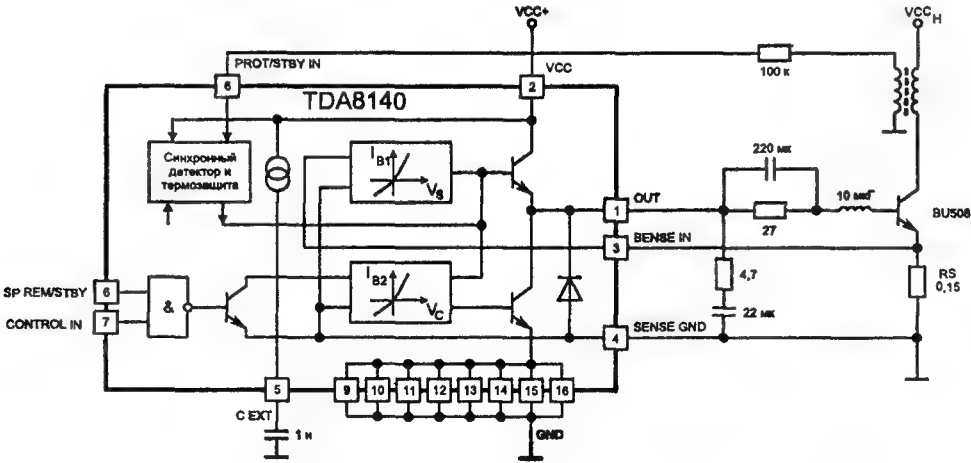 VCC+
VCC H
PROT/STBY IN
VCC
100 к
6
2
TDA8140
Синхронный
детектор и
термозащита
I B1
V S
220 мк
10 мкГ
OUT
1
27
BU508
3
BENSE IN
I B2
V C
4,7
RS
0,15
SP REM/STBY
6
&
22 мк
CONTROL IN
7
4
SENSE GND
5
9
10
11
12
13
14
15
16
C EXT
1 н
GND